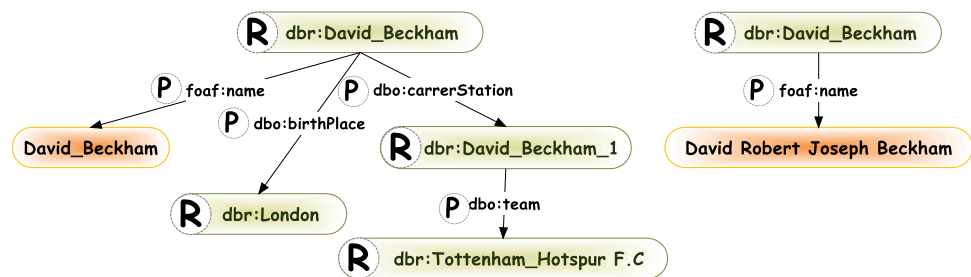 R dbr:David_Beckham
R dbr:David_Beckham
P foaf:name
P dbo:carrerStation
P foaf:name
P dbo:birthPlace
David_Beckham
R dbr:David_Beckham_1
David Robert Joseph Beckham
R dbr:London
P dbo:team
R dbr:Tottenham_Hotspur F.C